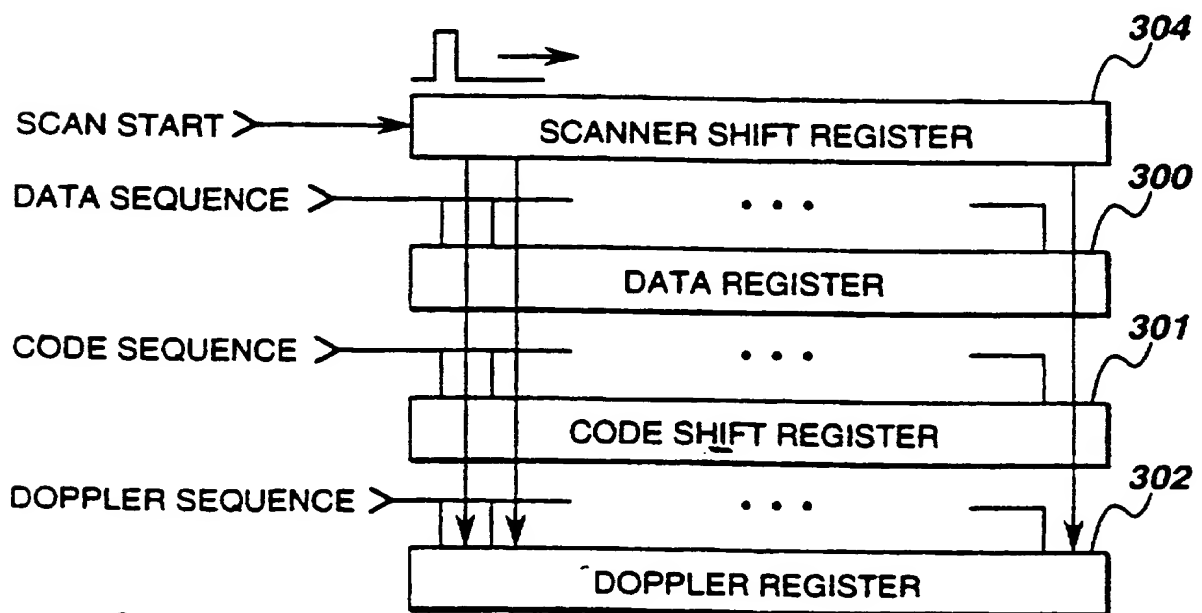 304
SCAN START
SCANNER SHIFT REGISTER
300
DATA SEQUENCE
• • •
DATA REGISTER
301
CODE SEQUENCE
• • •
CODE SHIFT REGISTER
302
DOPPLER SEQUENCE
• • •
DOPPLER REGISTER